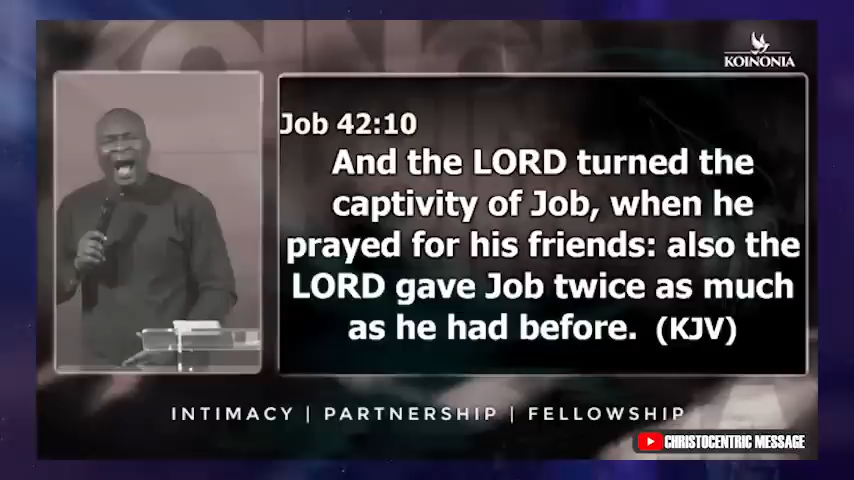 KOINONIA
Job 42:10
And the LORD turned the
captivity of Job, when he
prayed for his friends: also the
LORD gave Job twice as much
as he had before. (KJV)
INTIMACY | PARTNERSHIP | FELLOWSHIP
CHRISTOCENTRIC MESSAGE